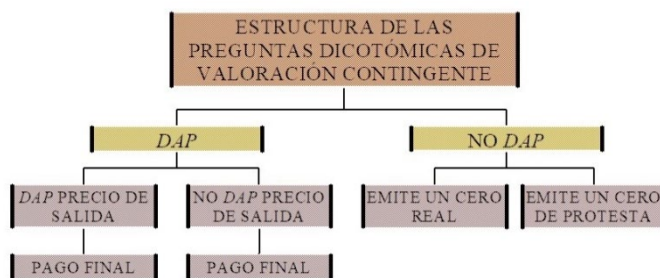 ESTRUCTURA DE LAS
PREGUNTAS DICOTÓMICAS DE
VALORACIÓN CONTINGENTE
DAP
NO DAP
DAP PRECIO DE
SALIDA
NO DAP PRECIO
DE SALIDA
EMITE UN CERO
REAL
EMITE UN CERO
DE PROTESTA
PAGO FINAL
PAGO FINAL